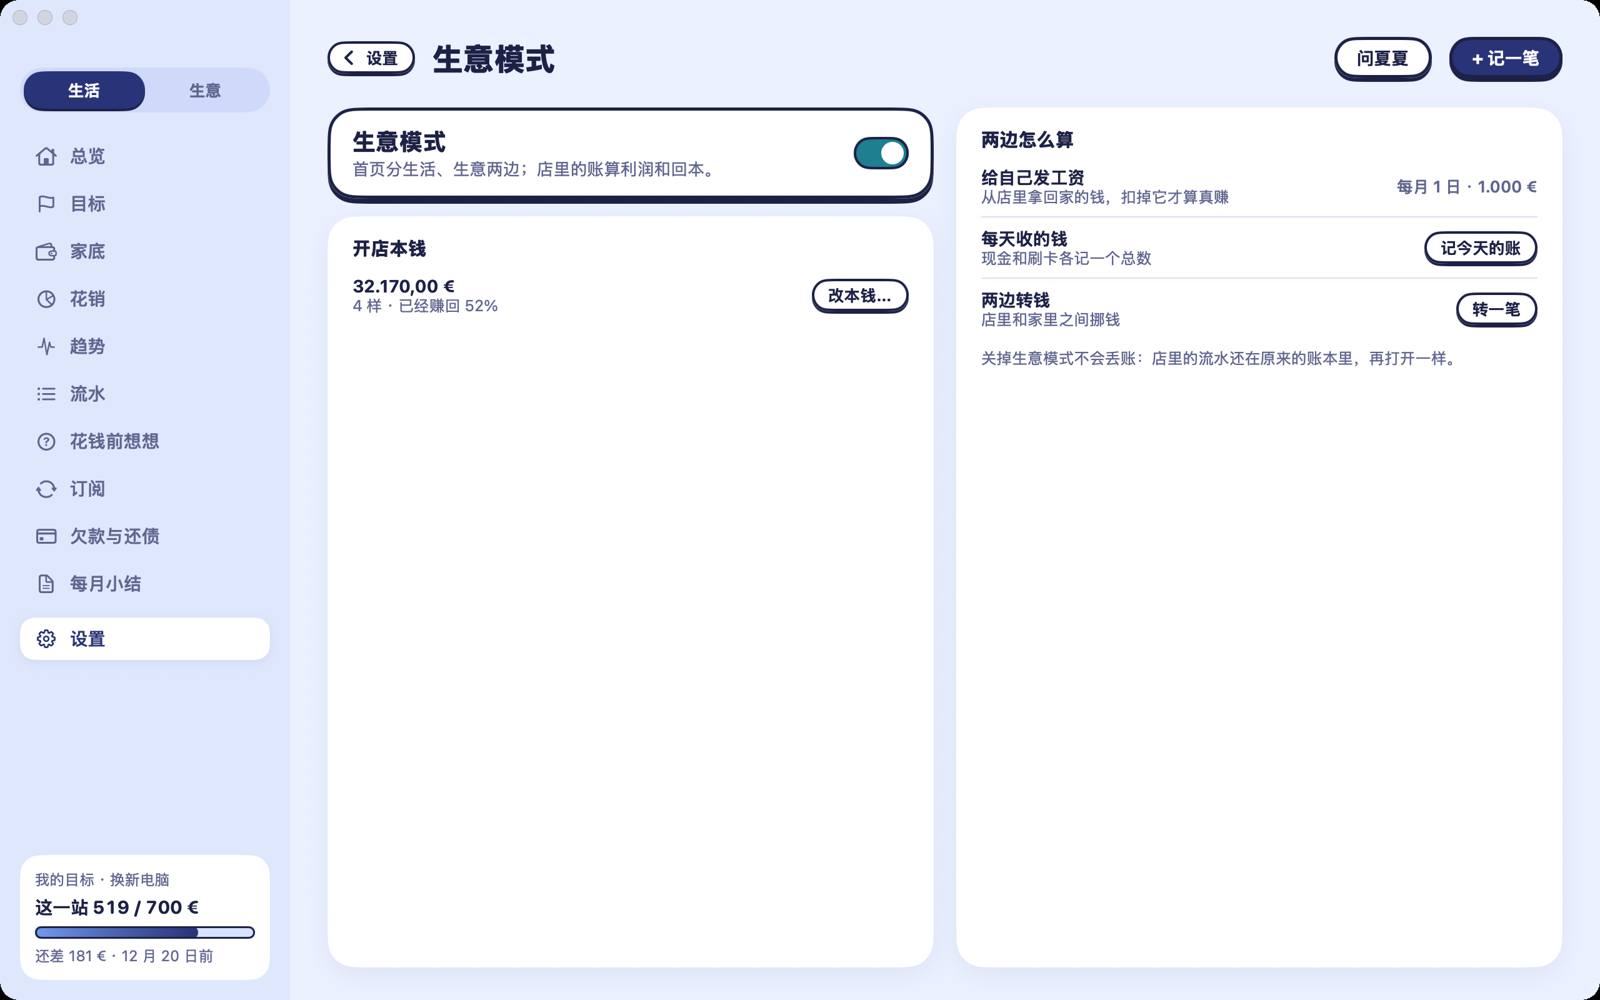 生活
生意
总览
目标
家底
花销
趋势
流水
花钱前想想
订阅
欠款与还债
每月小结
设置
我的目标 · 换新电脑
这一站 519 / 700 €
还差 181 € · 12 月 20 日前
设置
生意模式
问夏夏
+ 记一笔
生意模式
首页分生活、生意两边；店里的账算利润和回本。
开店本钱
32.170,00 €
4 样 · 已经赚回 52%
改本钱...
两边怎么算
给自己发工资
从店里拿回家的钱，扣掉它才算真赚
每月 1 日 · 1.000 €
每天收的钱
现金和刷卡各记一个总数
记今天的账
两边转钱
店里和家里之间挪钱
转一笔
关掉生意模式不会丢账：店里的流水还在原来的账本里，再打开一样。